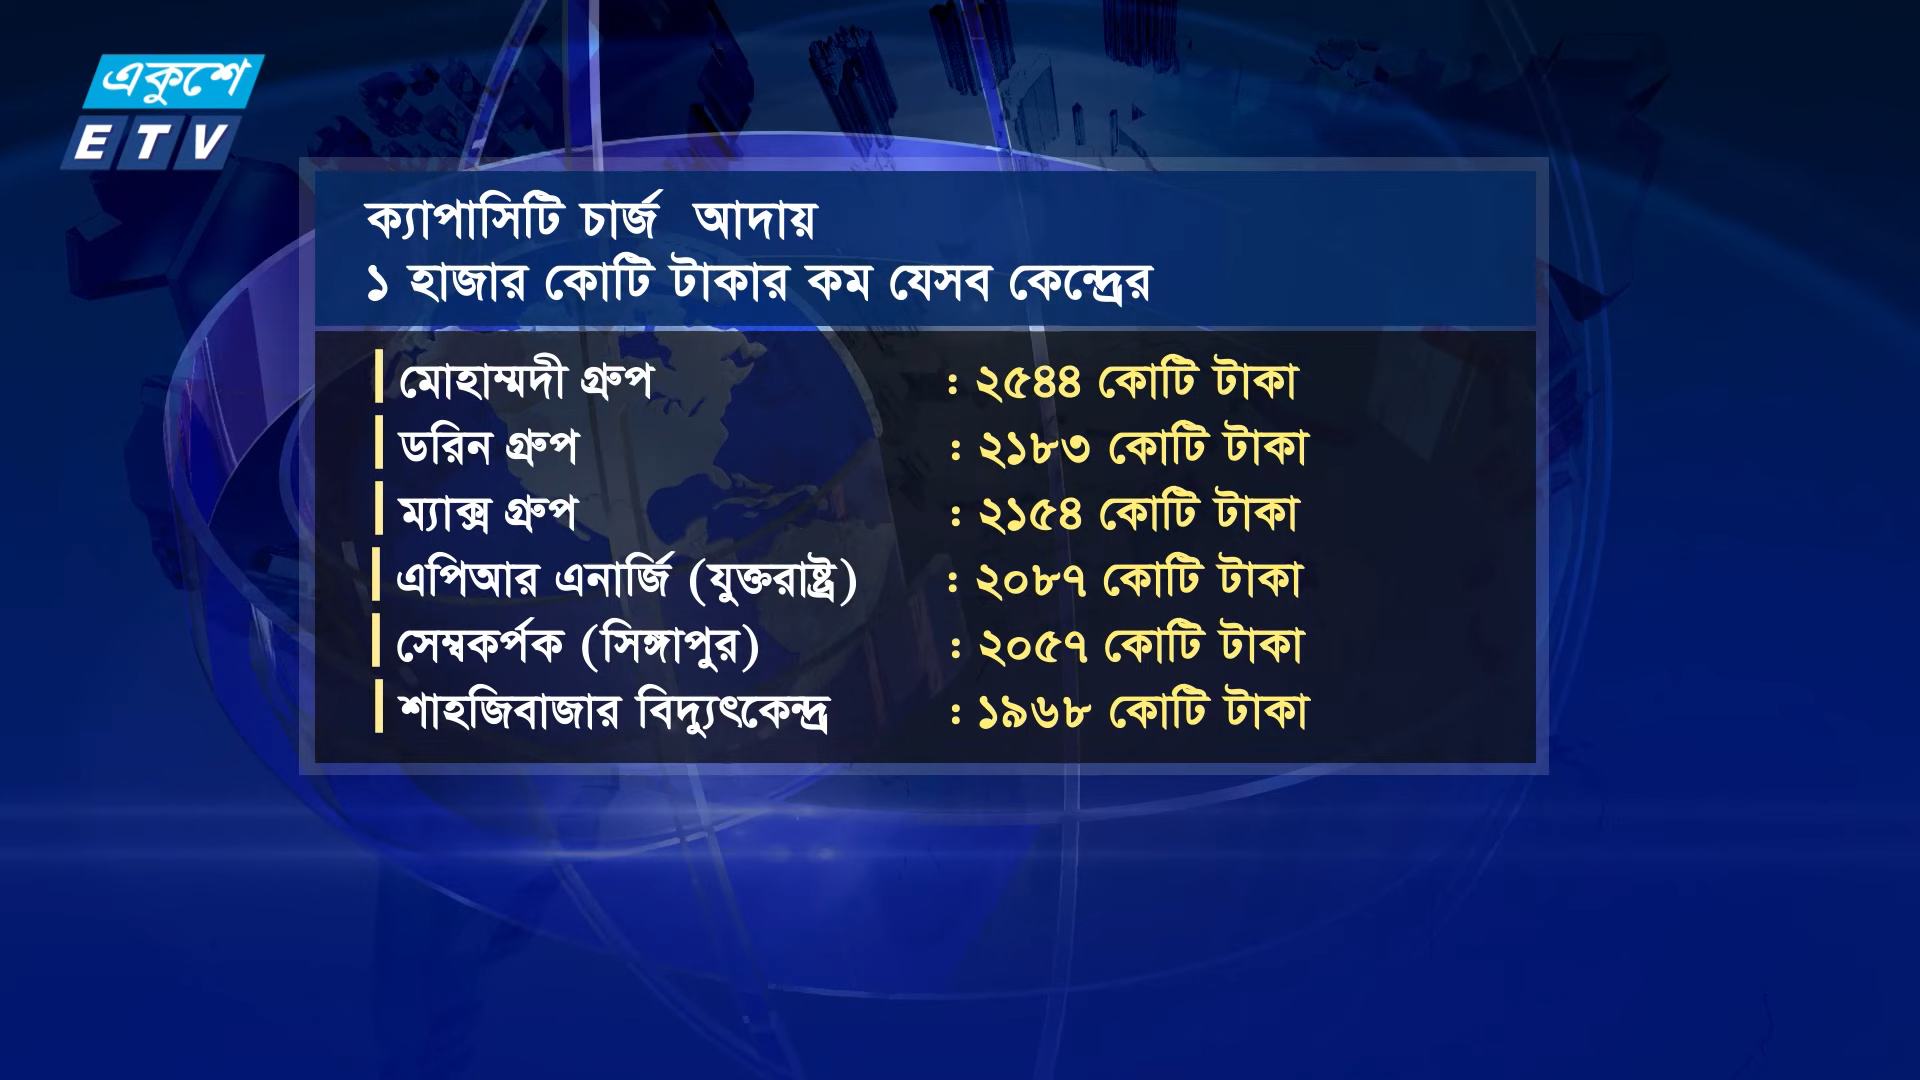 একুশে
ETV
ক্যাপাসিটি চার্জ আদায়
১ হাজার কোটি টাকার কম যেসব কেন্দ্রের
মোহাম্মদী গ্রুপ : ২৫৪৪ কোটি টাকা
ডরিন গ্রুপ : ২১৮৩ কোটি টাকা
ম্যাক্স গ্রুপ : ২১৫৪ কোটি টাকা
এপিআর এনার্জি (যুক্তরাষ্ট্র) : ২০৮৭ কোটি টাকা
সেম্বকর্পক (সিঙ্গাপুর) : ২০৫৭ কোটি টাকা
শাহজিবাজার বিদ্যুৎকেন্দ্র : ১৯৬৮ কোটি টাকা